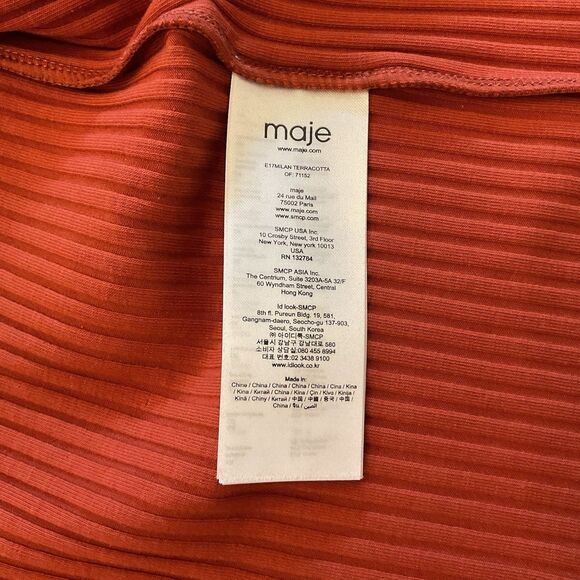 maje
www.maje.com
E17MILAN TERRACOTTA
OF: 71152
maje
24 rue du Mail
75002 Paris
www.maje.com
www.smcp.com
SMCP USA Inc.
10 Crosby Street, 3rd Floor
New York, New york 10013
USA
RN 132784
SMCP ASIA Inc.
The Centrium, Suite 3203A-5A 32/F
60 Wyndham Street, Central
Hong Kong
Id look-SMCP
8th fl. Pureun Bldg. 19, 581,
Gangnam-daero, Seocho-gu 137-903,
Seoul, South Korea
㈜ 아이디룩-SMCP
서울시 강남구 강남대로 580
소비자 상담실: 080 455 8994
대표 번호: 02 3438 9100
www.idlook.co.kr
Made in:
China / China / China / China / China / Cina / Kina
/ Kina / Китай / China / Kina / Çin / Kíva / Kinija /
Kīnā / Chiny / Китай / 中国 / 中國 / 중국 / 中国 /
China / سين / الصين